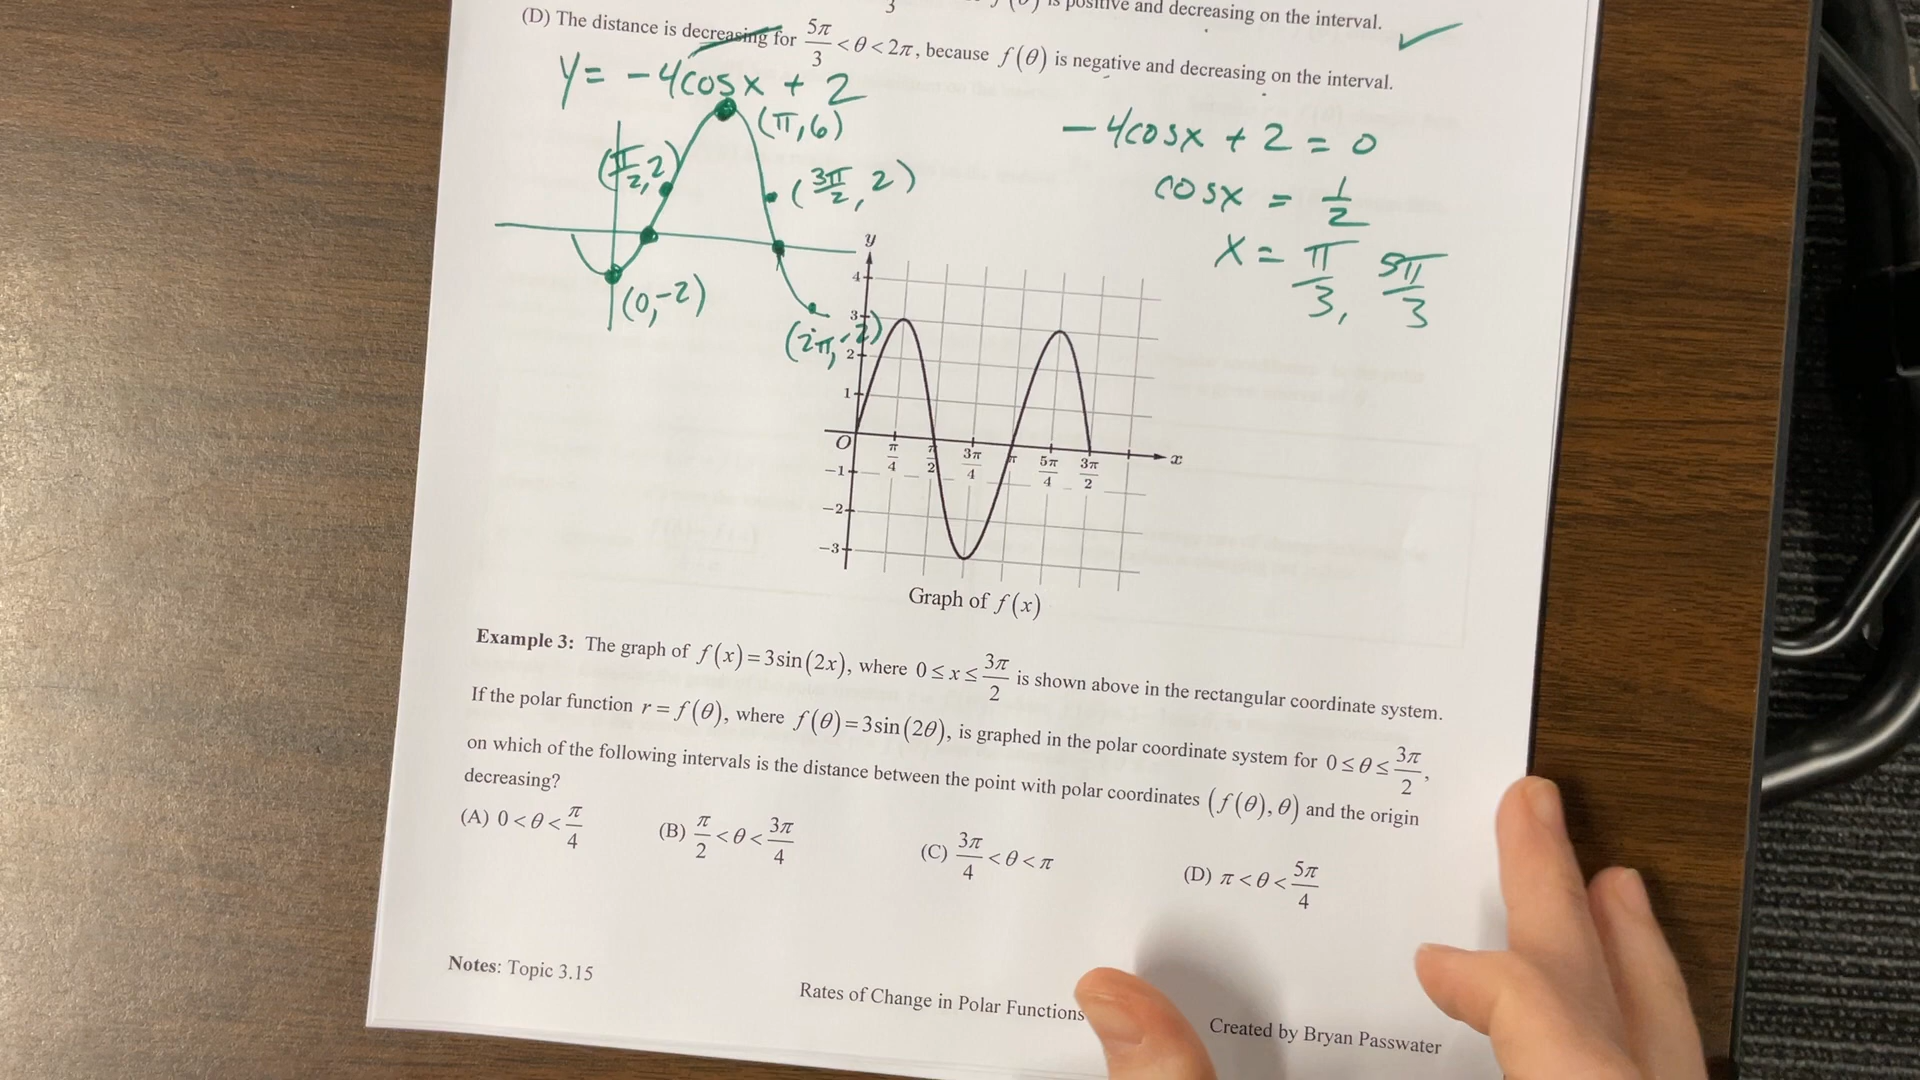 3
f(θ) is positive and decreasing on the interval.
(D) The distance is decreasing for 5π/3 < θ < 2π, because f(θ) is negative and decreasing on the interval.
y = -4cosx + 2
(π, 6)
(π/2, 2)
(3π/2, 2)
(0, -2)
(2π, -2)
-4cosx + 2 = 0
cosx = 1/2
x = π/3, 5π/3
y
4
3
2
1
O
-1
-2
-3
π/4 π/2 3π/4 π 5π/4 3π/2 x
Graph of f(x)
Example 3: The graph of f(x) = 3sin(2x), where 0 ≤ x ≤ 3π/2 is shown above in the rectangular coordinate system.
If the polar function r = f(θ), where f(θ) = 3sin(2θ), is graphed in the polar coordinate system for 0 ≤ θ ≤ 3π/2,
on which of the following intervals is the distance between the point with polar coordinates (f(θ), θ) and the origin
decreasing?
(A) 0 < θ < π/4 (B) π/2 < θ < 3π/4 (C) 3π/4 < θ < π (D) π < θ < 5π/4
Notes: Topic 3.15 Rates of Change in Polar Functions Created by Bryan Passwater